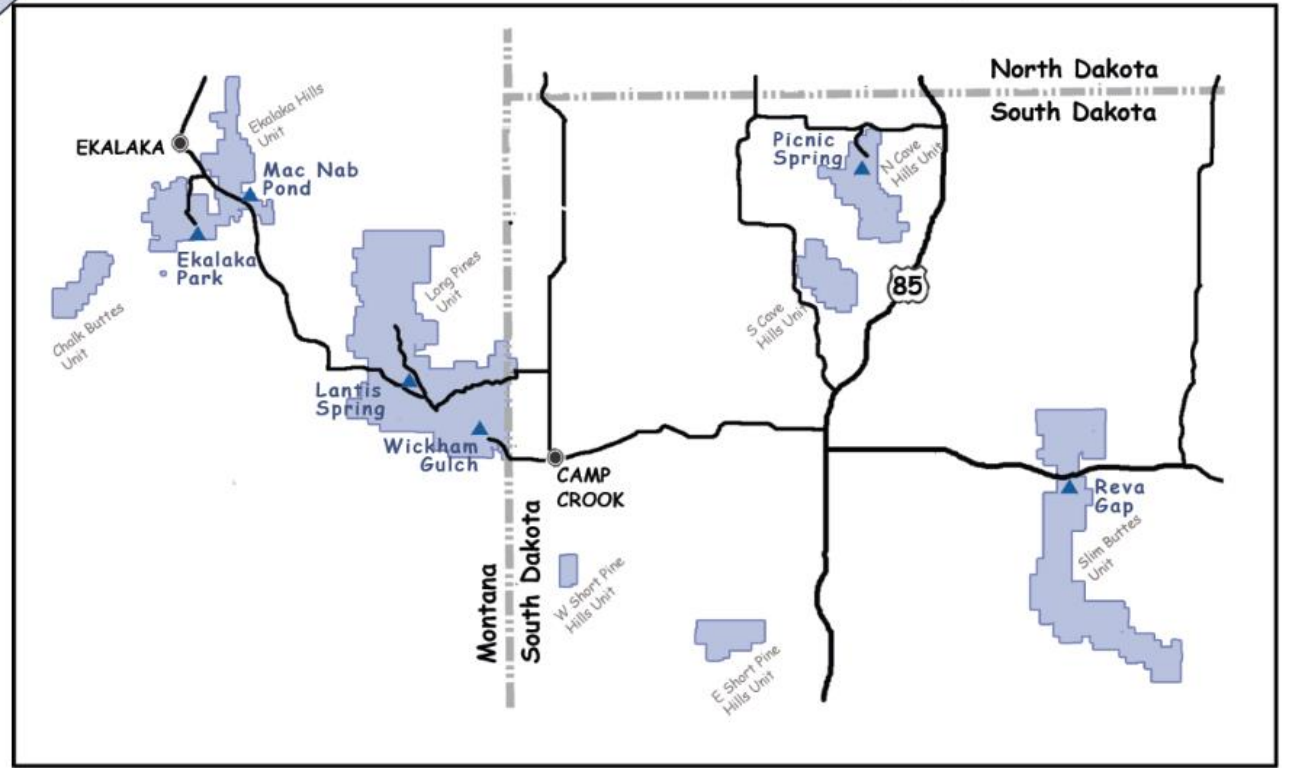 North Dakota
South Dakota
EKALAKA
Ekalaka Hills
Unit
Mac Nab
Pond
Ekalaka
Park
Chalk Buttes
Unit
Long Pines
Unit
Lantis
Spring
Wickham
Gulch
CAMP
CROOK
Montana
South Dakota
W Short Pine
Hills Unit
E Short Pine
Hills Unit
Picnic
Spring
N Cave
Hills Unit
S Cave
Hills Unit
85
Reva
Gap
Slim Buttes
Unit